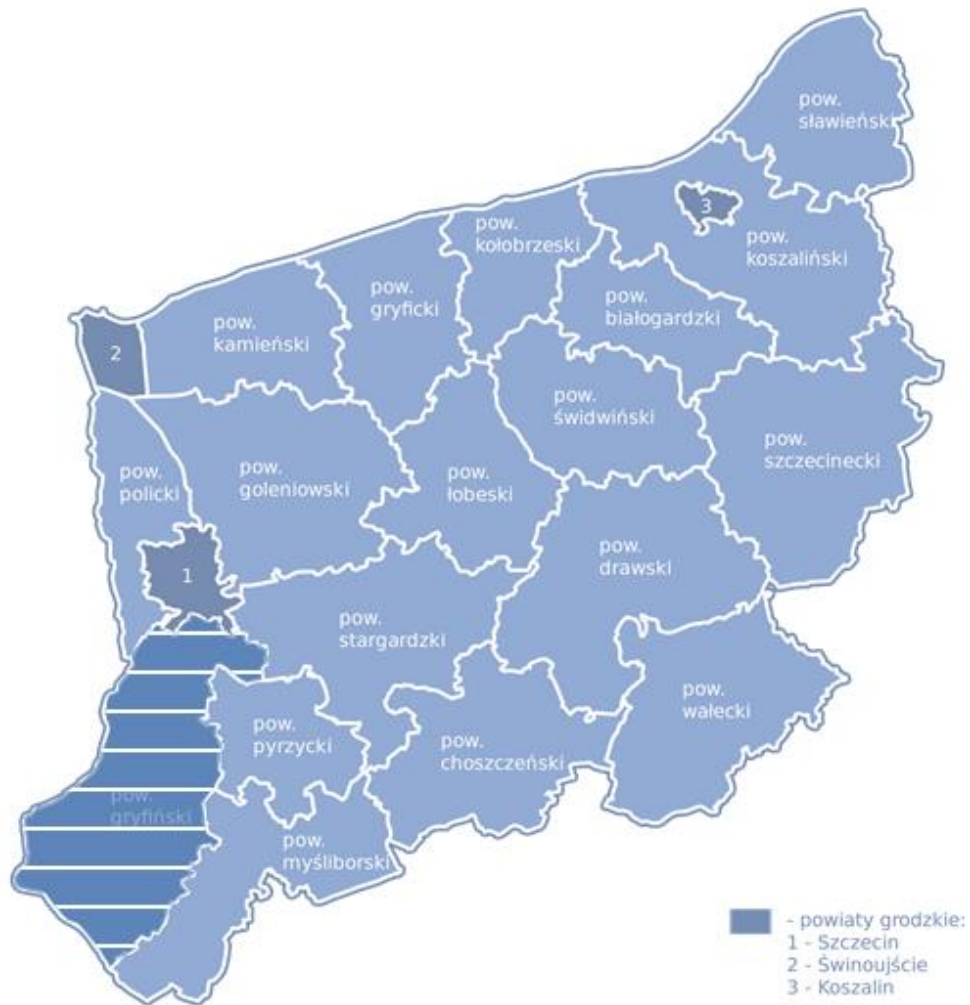 pow.
sławieński
3
pow.
kołobrzeski
pow.
koszaliński
pow.
gryficki
pow.
białogardzki
pow.
kamieński
2
pow.
świdwiński
pow.
szczecinecki
pow.
policki
pow.
goleniowski
pow.
łobeski
1
pow.
drawski
pow.
stargardzki
pow.
wałecki
pow.
pyrzycki
pow.
choszczeński
pow.
gryfiński
pow.
myśliborski
- powiaty grodzkie:
1 - Szczecin
2 - Świnoujście
3 - Koszalin